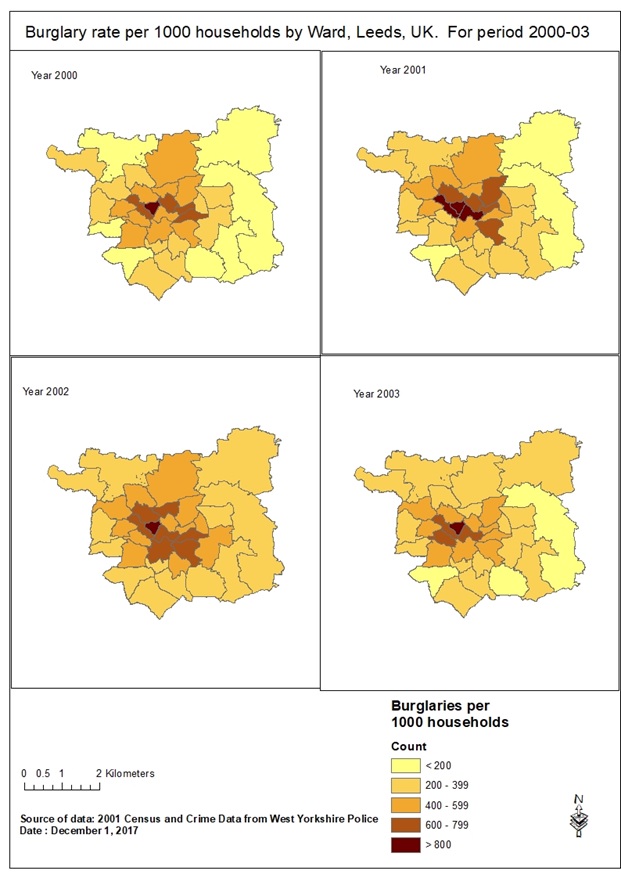 Burglary rate per 1000 households by Ward, Leeds, UK.  For period 2000-03
Year 2000
Year 2001
Year 2002
Year 2003
Burglaries per
1000 households
Count
< 200
200 - 399
400 - 599
600 - 799
> 800
0 0.5 1 2 Kilometers
N
Source of data: 2001 Census and Crime Data from West Yorkshire Police
Date : December 1, 2017